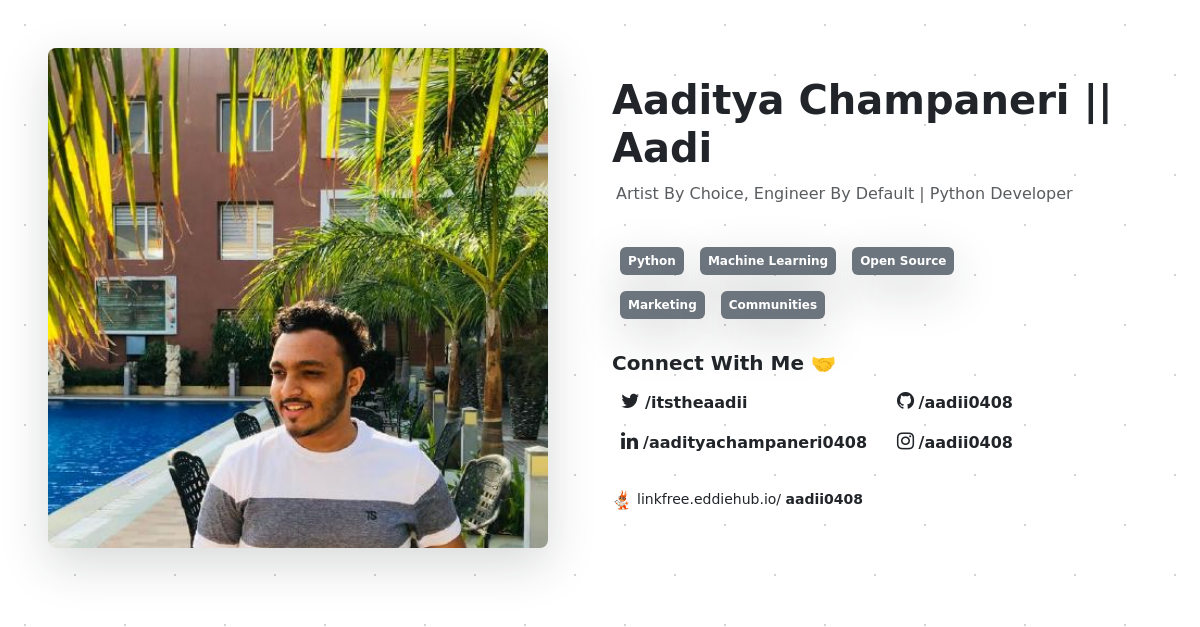 Aaditya Champaneri ||
Aadi
Artist By Choice, Engineer By Default | Python Developer
Python Machine Learning Open Source
Marketing Communities
Connect With Me 🤝
/itstheaadii /aadii0408
/aadityachampaneri0408 /aadii0408
linkfree.eddiehub.io/ aadii0408
TS